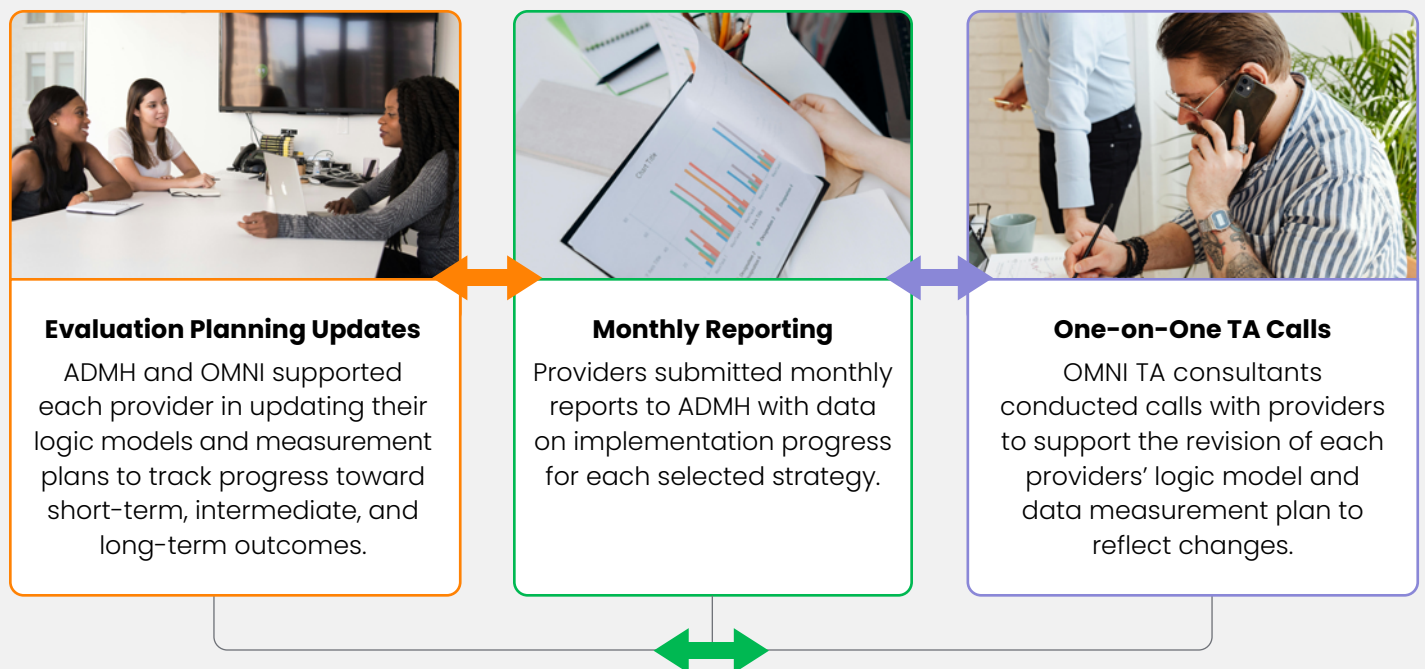 Evaluation Planning Updates
ADMH and OMNI supported
each provider in updating their
logic models and measurement
plans to track progress toward
short-term, intermediate, and
long-term outcomes.
Chart Title
Monthly Reporting
Providers submitted monthly
reports to ADMH with data
on implementation progress
for each selected strategy.
One-on-One TA Calls
OMNI TA consultants
conducted calls with providers
to support the revision of each
providers’ logic model and
data measurement plan to
reflect changes.